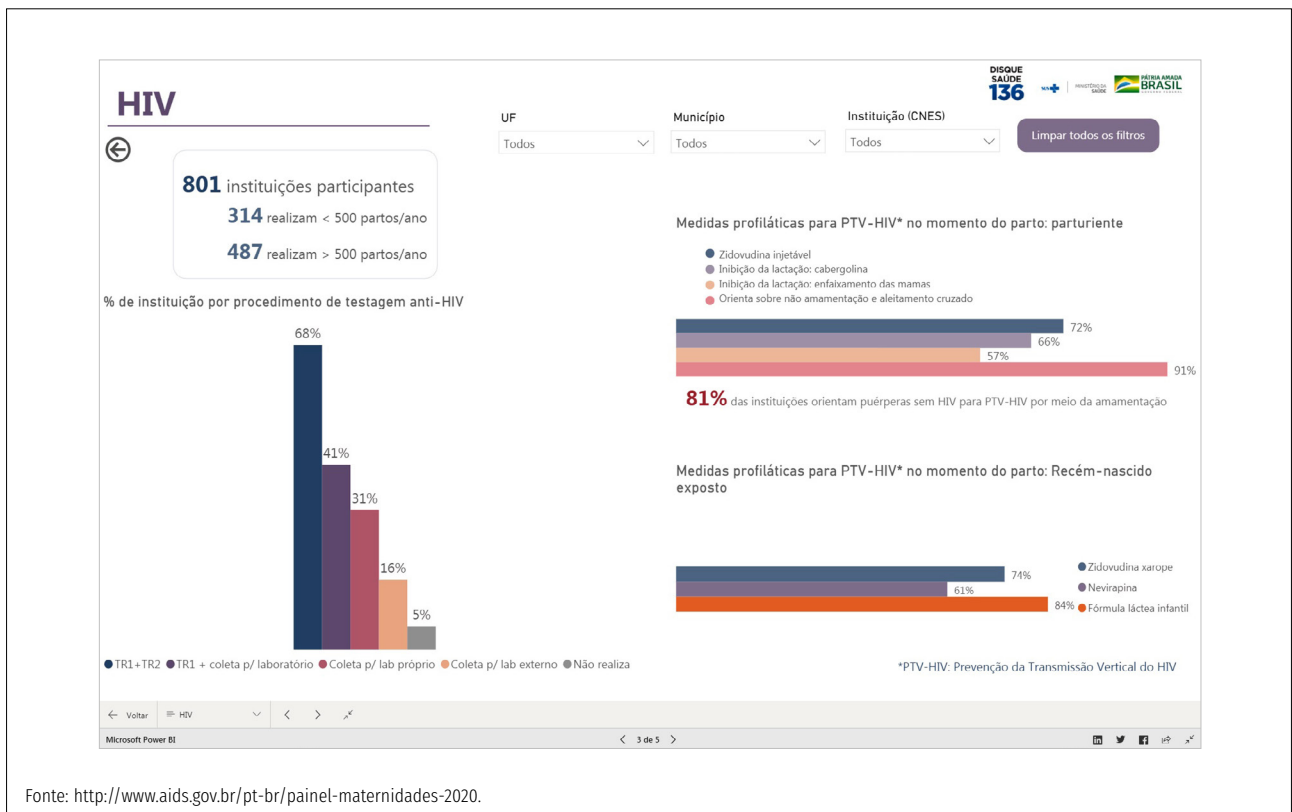 HIV
DISQUE
SAÚDE
136
SUS
MINISTÉRIO DA
SAÚDE
PÁTRIA AMADA
BRASIL
GOVERNO FEDERAL
UF
Todos
Município
Todos
Instituição (CNES)
Todos
Limpar todos os filtros
801 instituições participantes
314 realizam < 500 partos/ano
487 realizam > 500 partos/ano
% de instituição por procedimento de testagem anti-HIV
68%
41%
31%
16%
5%
TR1+TR2 TR1 + coleta p/ laboratório Coleta p/ lab próprio Coleta p/ lab externo Não realiza
Medidas profiláticas para PTV-HIV* no momento do parto: parturiente
Zidovudina injetável
Inibição da lactação: cabergolina
Inibição da lactação: enfaixamento das mamas
Orienta sobre não amamentação e aleitamento cruzado
72%
66%
57%
91%
81% das instituições orientam puérperas sem HIV para PTV-HIV por meio da amamentação
Medidas profiláticas para PTV-HIV* no momento do parto: Recém-nascido
exposto
74%
61%
84%
Zidovudina xarope
Nevirapina
Fórmula láctea infantil
*PTV-HIV: Prevenção da Transmissão Vertical do HIV
Voltar HIV
Microsoft Power BI
3 de 5
Fonte: http://www.aids.gov.br/pt-br/painel-maternidades-2020.